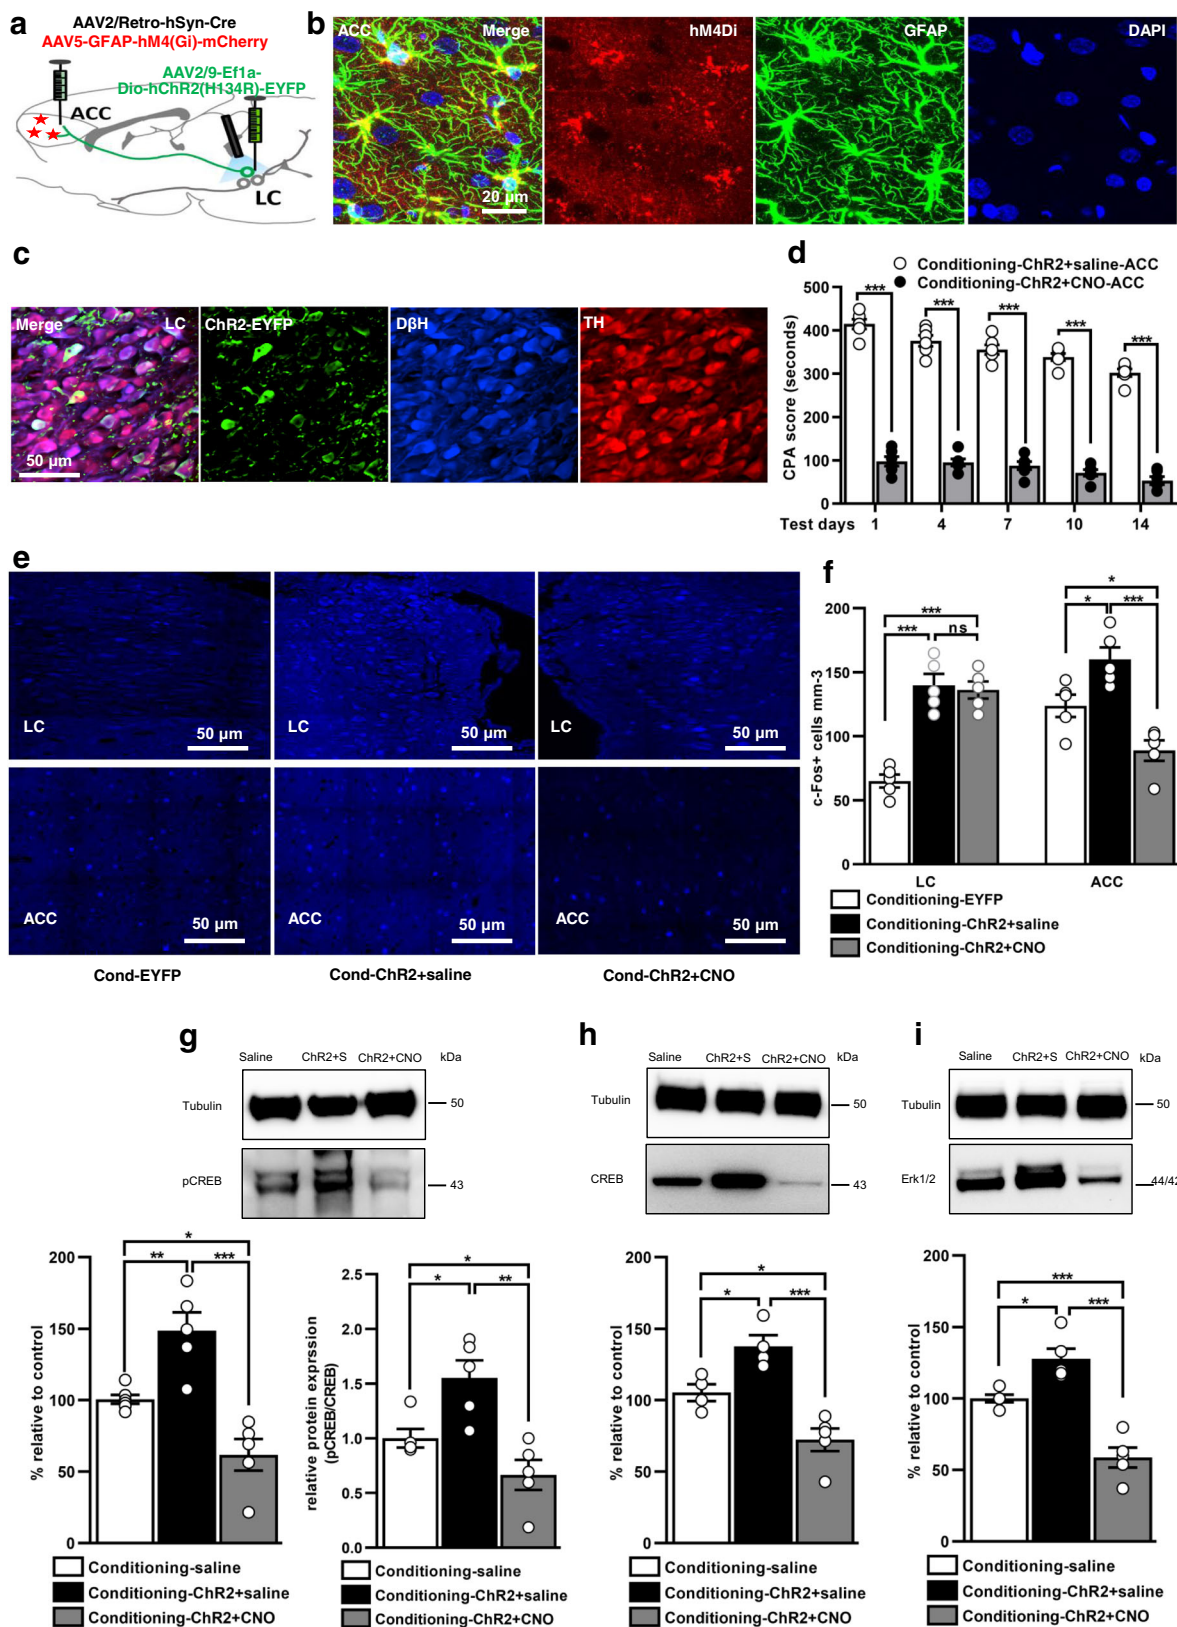 a
AAV2/Retro-hSyn-Cre
AAV5-GFAP-hM4(Gi)-mCherry
AAV2/9-Ef1a-
Dio-hChR2(H134R)-EYFP
ACC
LC
b
ACC
Merge
20 µm
hM4Di
GFAP
DAPI
c
Merge
LC
50 µm
ChR2-EYFP
DβH
TH
d
Conditioning-ChR2+saline-ACC
Conditioning-ChR2+CNO-ACC
CPA score (seconds)
500
400
300
200
100
0
*** *** *** *** ***
Test days 1 4 7 10 14
e
LC
50 µm
LC
50 µm
LC
50 µm
ACC
50 µm
ACC
50 µm
ACC
50 µm
Cond-EYFP
Cond-ChR2+saline
Cond-ChR2+CNO
f
c-Fos+ cells mm-3
200
150
100
50
0
***
*** ns
*
* ***
LC ACC
Conditioning-EYFP
Conditioning-ChR2+saline
Conditioning-ChR2+CNO
g
Saline ChR2+S ChR2+CNO kDa
Tubulin 50
pCREB 43
% relative to control
200
150
100
50
0
*
** ***
Conditioning-saline
Conditioning-ChR2+saline
Conditioning-ChR2+CNO
relative protein exprssion
(pCREB/CREB)
2.5
2.0
1.5
1.0
0.5
0.0
*
* **
Conditioning-saline
Conditioning-ChR2+saline
Conditioning-ChR2+CNO
h
Saline ChR2+S ChR2+CNO kDa
Tubulin 50
CREB 43
% relative to control
200
150
100
50
0
*
* ***
Conditioning-saline
Conditioning-ChR2+saline
Conditioning-ChR2+CNO
i
Saline ChR2+S ChR2+CNO kDa
Tubulin 50
Erk1/2 44/42
% relative to control
200
150
100
50
0
***
* ***
Conditioning-saline
Conditioning-ChR2+saline
Conditioning-ChR2+CNO